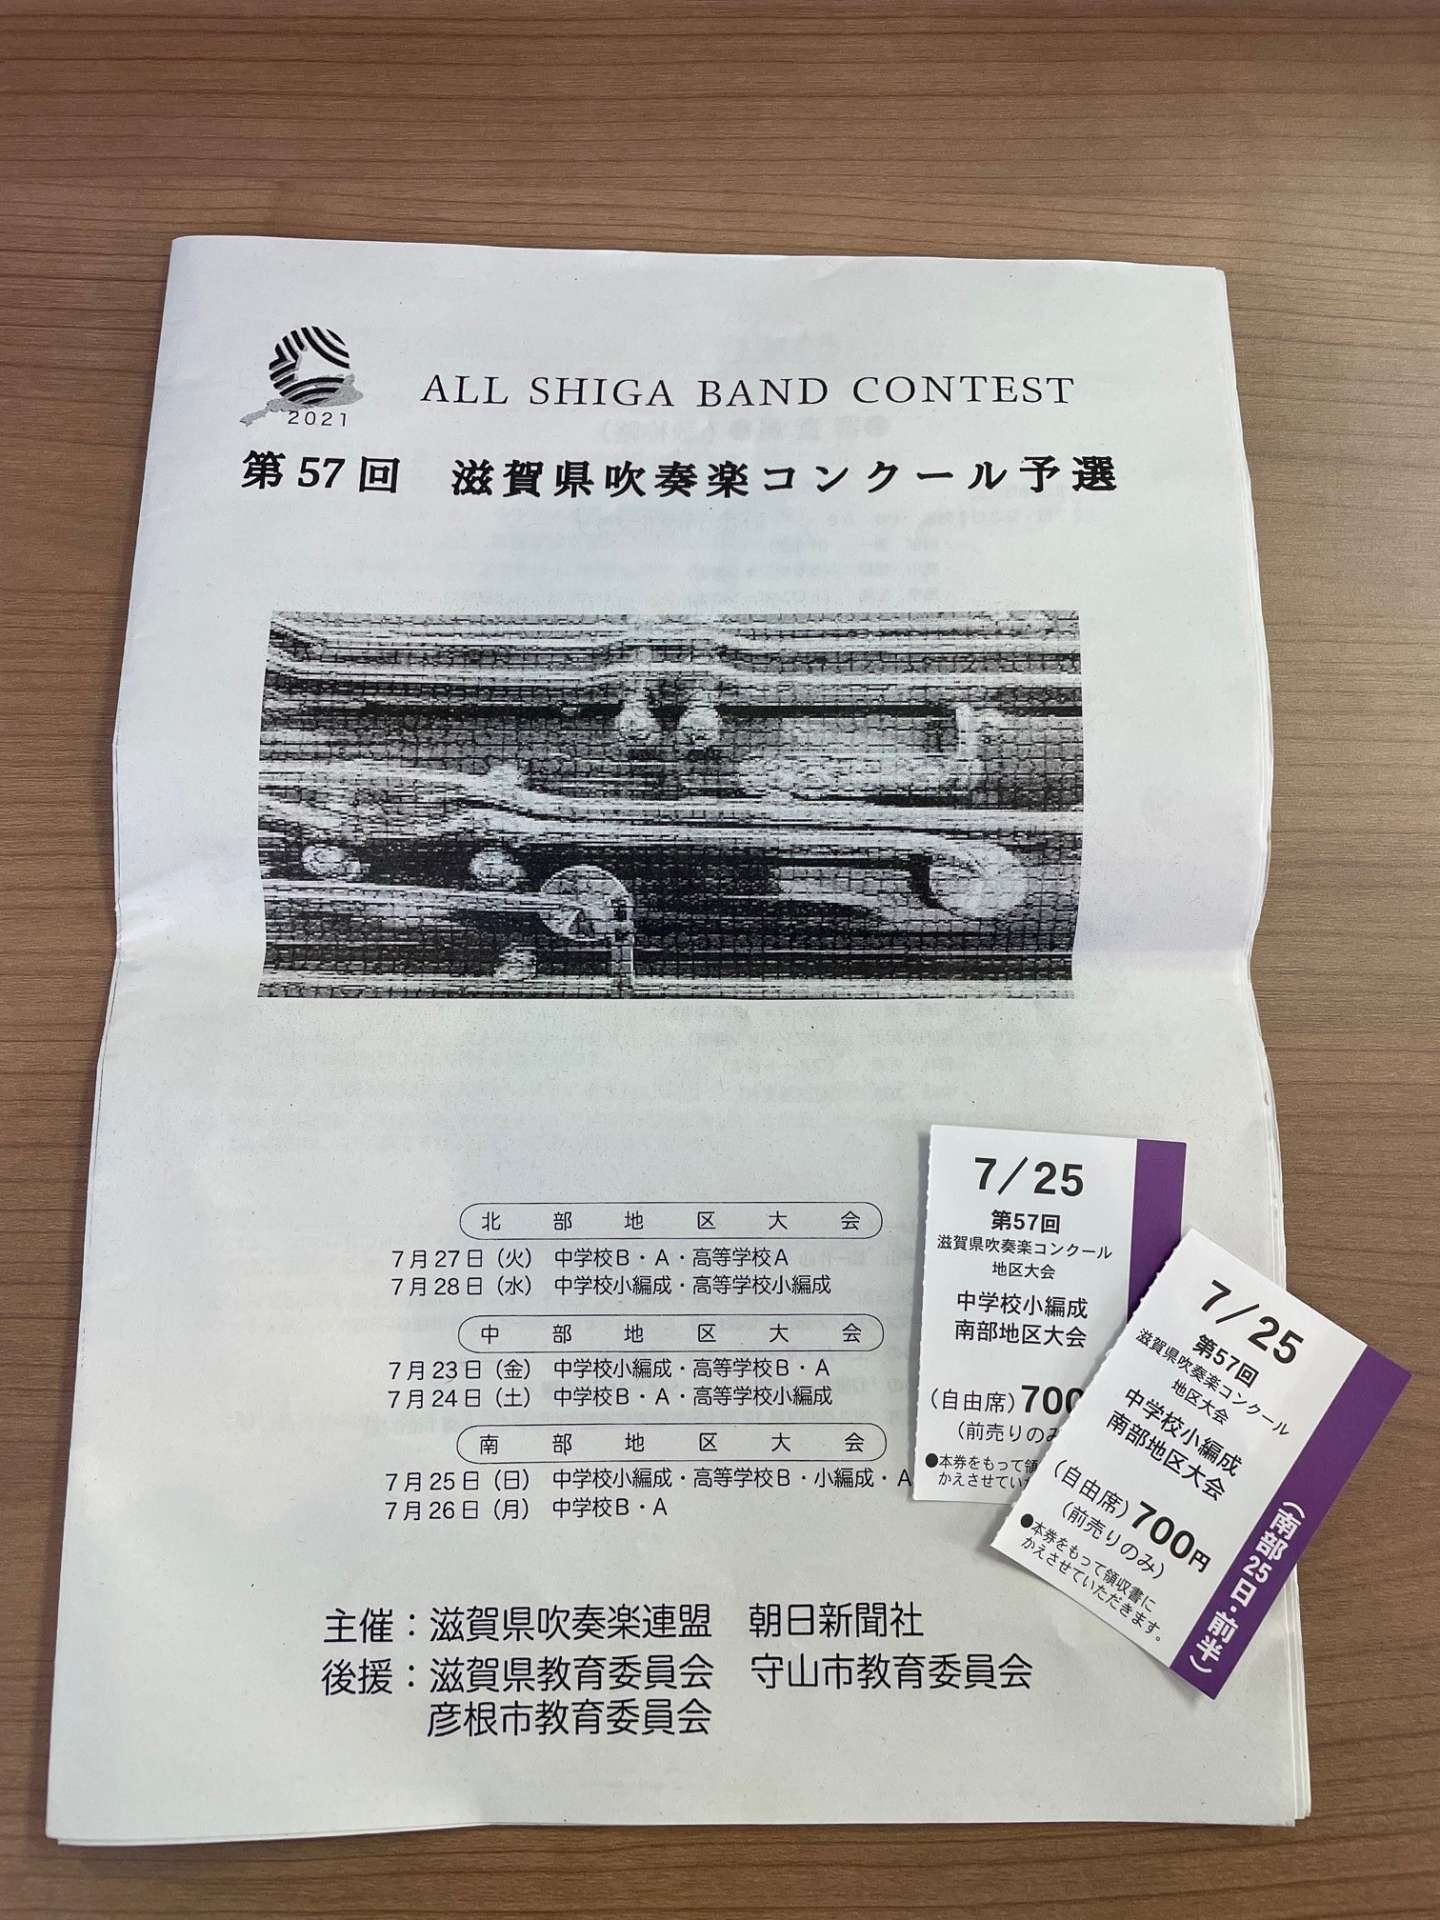 2021
ALL SHIGA BAND CONTEST
第57回 滋賀県吹奏楽コンクール予選
北部地区大会
7月27日（火） 中学校B・A・高等学校A
7月28日（水） 中学校小編成・高等学校小編成
中部地区大会
7月23日（金） 中学校小編成・高等学校B・A
7月24日（土） 中学校B・A・高等学校小編成
南部地区大会
7月25日（日） 中学校小編成・高等学校B・小編成・A
7月26日（月） 中学校B・A
主催：滋賀県吹奏楽連盟 朝日新聞社
後援：滋賀県教育委員会 守山市教育委員会
彦根市教育委員会
7/25
第57回
滋賀県吹奏楽コンクール
地区大会
中学校小編成
南部地区大会
（自由席）700
（前売りのみ
●本券をもって領
かえさせてい
7/25
第57回
滋賀県吹奏楽コンクール
地区大会
中学校小編成
南部地区大会
（自由席）700円
（前売りのみ）
●本券をもって領収書に
かえさせていただきます。
（南部25日・前半）